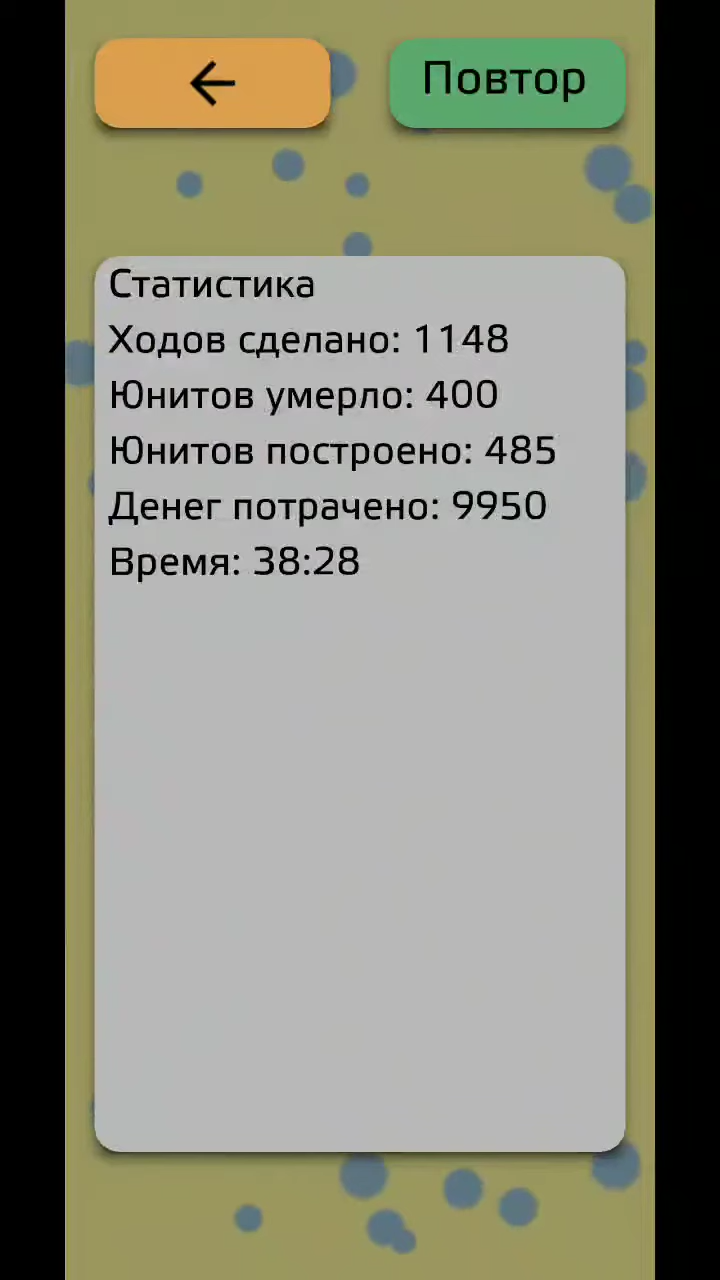 Повтор
Статистика
Ходов сделано: 1148
Юнитов умерло: 400
Юнитов построено: 485
Денег потрачено: 9950
Время: 38:28